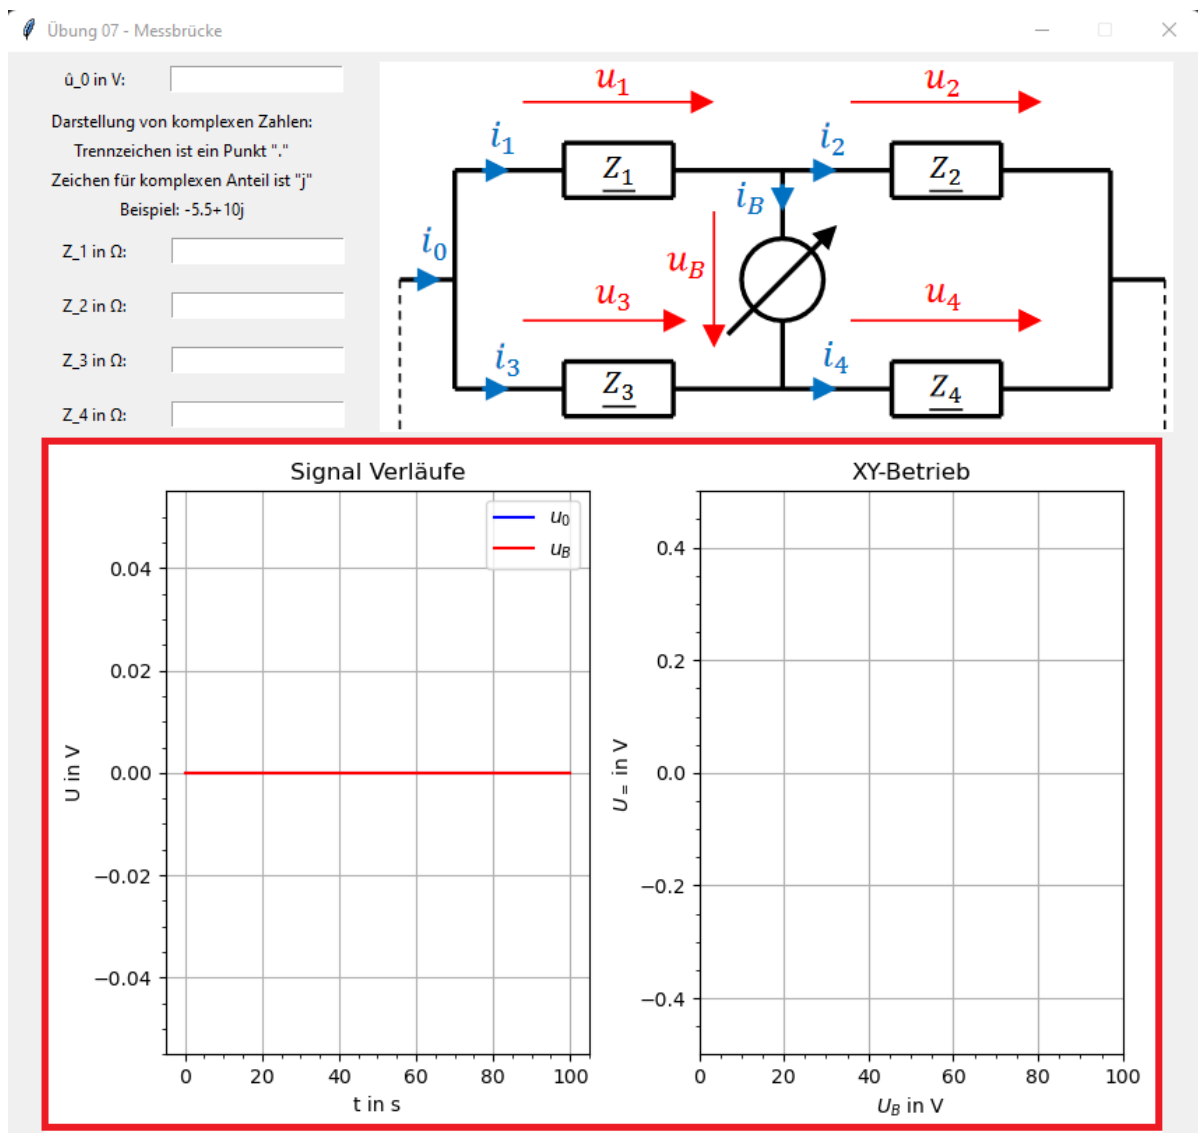 Übung 07 - Messbrücke
û_0 in V:
Darstellung von komplexen Zahlen:
Trennzeichen ist ein Punkt "."
Zeichen für komplexen Anteil ist "j"
Beispiel: -5.5+10j
Z_1 in Ω:
Z_2 in Ω:
Z_3 in Ω:
Z_4 in Ω:
u₁ u₂
i₁ Z₁ i₂ Z₂
i_B
i₀ u_B
u₃ u₄
i₃ Z₃ i₄ Z₄
Signal Verläufe
u₀
u_B
0.04
0.02
0.00
−0.02
−0.04
U in V
0 20 40 60 80 100
t in s
XY-Betrieb
0.4
0.2
0.0
−0.2
−0.4
U₌ in V
0 20 40 60 80 100
U_B in V